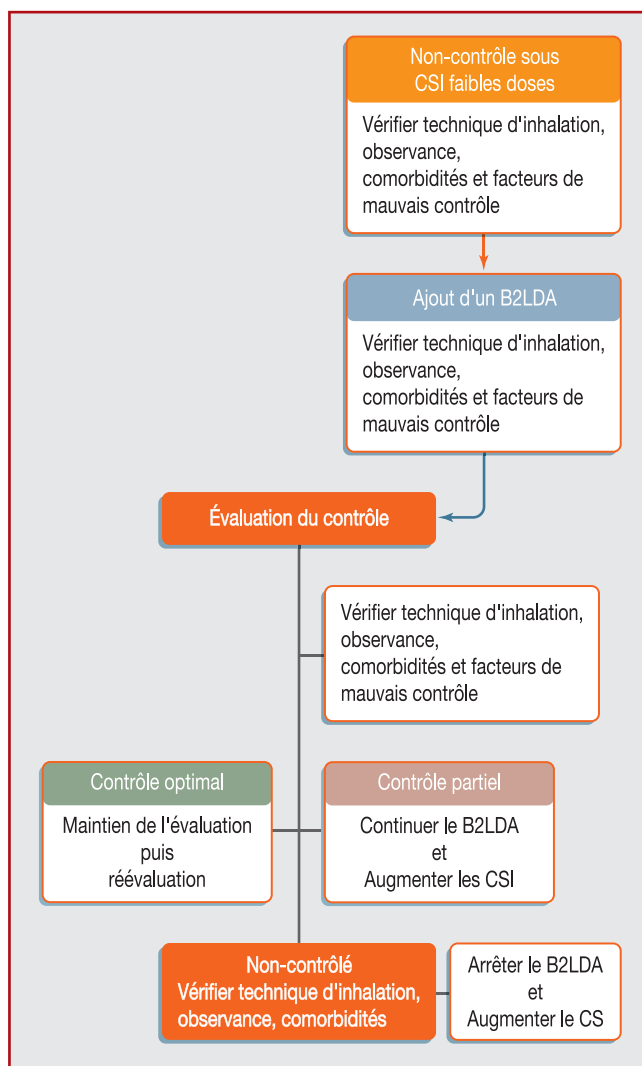 Non-contrôle sous
CSI faibles doses
Vérifier technique d'inhalation,
observance,
comorbidités et facteurs de
mauvais contrôle
Ajout d'un B2LDA
Vérifier technique d'inhalation,
observance,
comorbidités et facteurs de
mauvais contrôle
Évaluation du contrôle
Vérifier technique d'inhalation,
observance,
comorbidités et facteurs de
mauvais contrôle
Contrôle optimal
Maintien de l'évaluation
puis
réévaluation
Contrôle partiel
Continuer le B2LDA
et
Augmenter les CSI
Non-contrôlé
Vérifier technique d'inhalation,
observance, comorbidités
Arrêter le B2LDA
et
Augmenter le CS